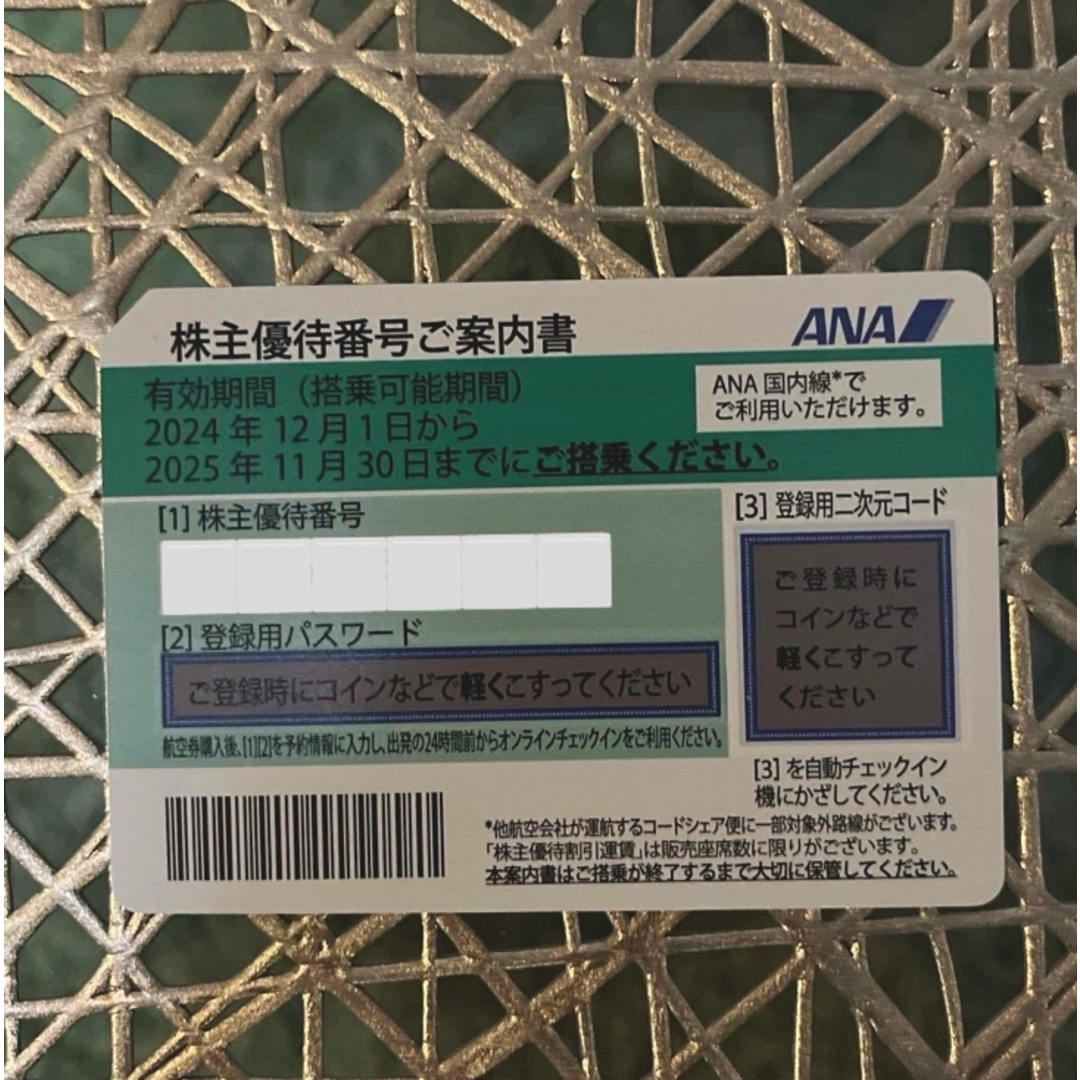 株主優待番号ご案内書
ANA
有効期間（搭乗可能期間）
2024年12月1日から
2025年11月30日までにご搭乗ください。
ANA国内線*で
ご利用いただけます。
[1] 株主優待番号
[2] 登録用パスワード
ご登録時にコインなどで軽くこすってください
航空券購入後、[1][2]を予約情報に入力し、出発の24時間前からオンラインチェックインをご利用ください。
[3] 登録用二次元コード
ご登録時に
コインなどで
軽くこすって
ください
[3] を自動チェックイン
機にかざしてください。
*他航空会社が運航するコードシェア便に一部対象外路線がございます。
「株主優待割引運賃」は販売座席数に限りがございます。
本案内書はご搭乗が終了するまで大切に保管してください。